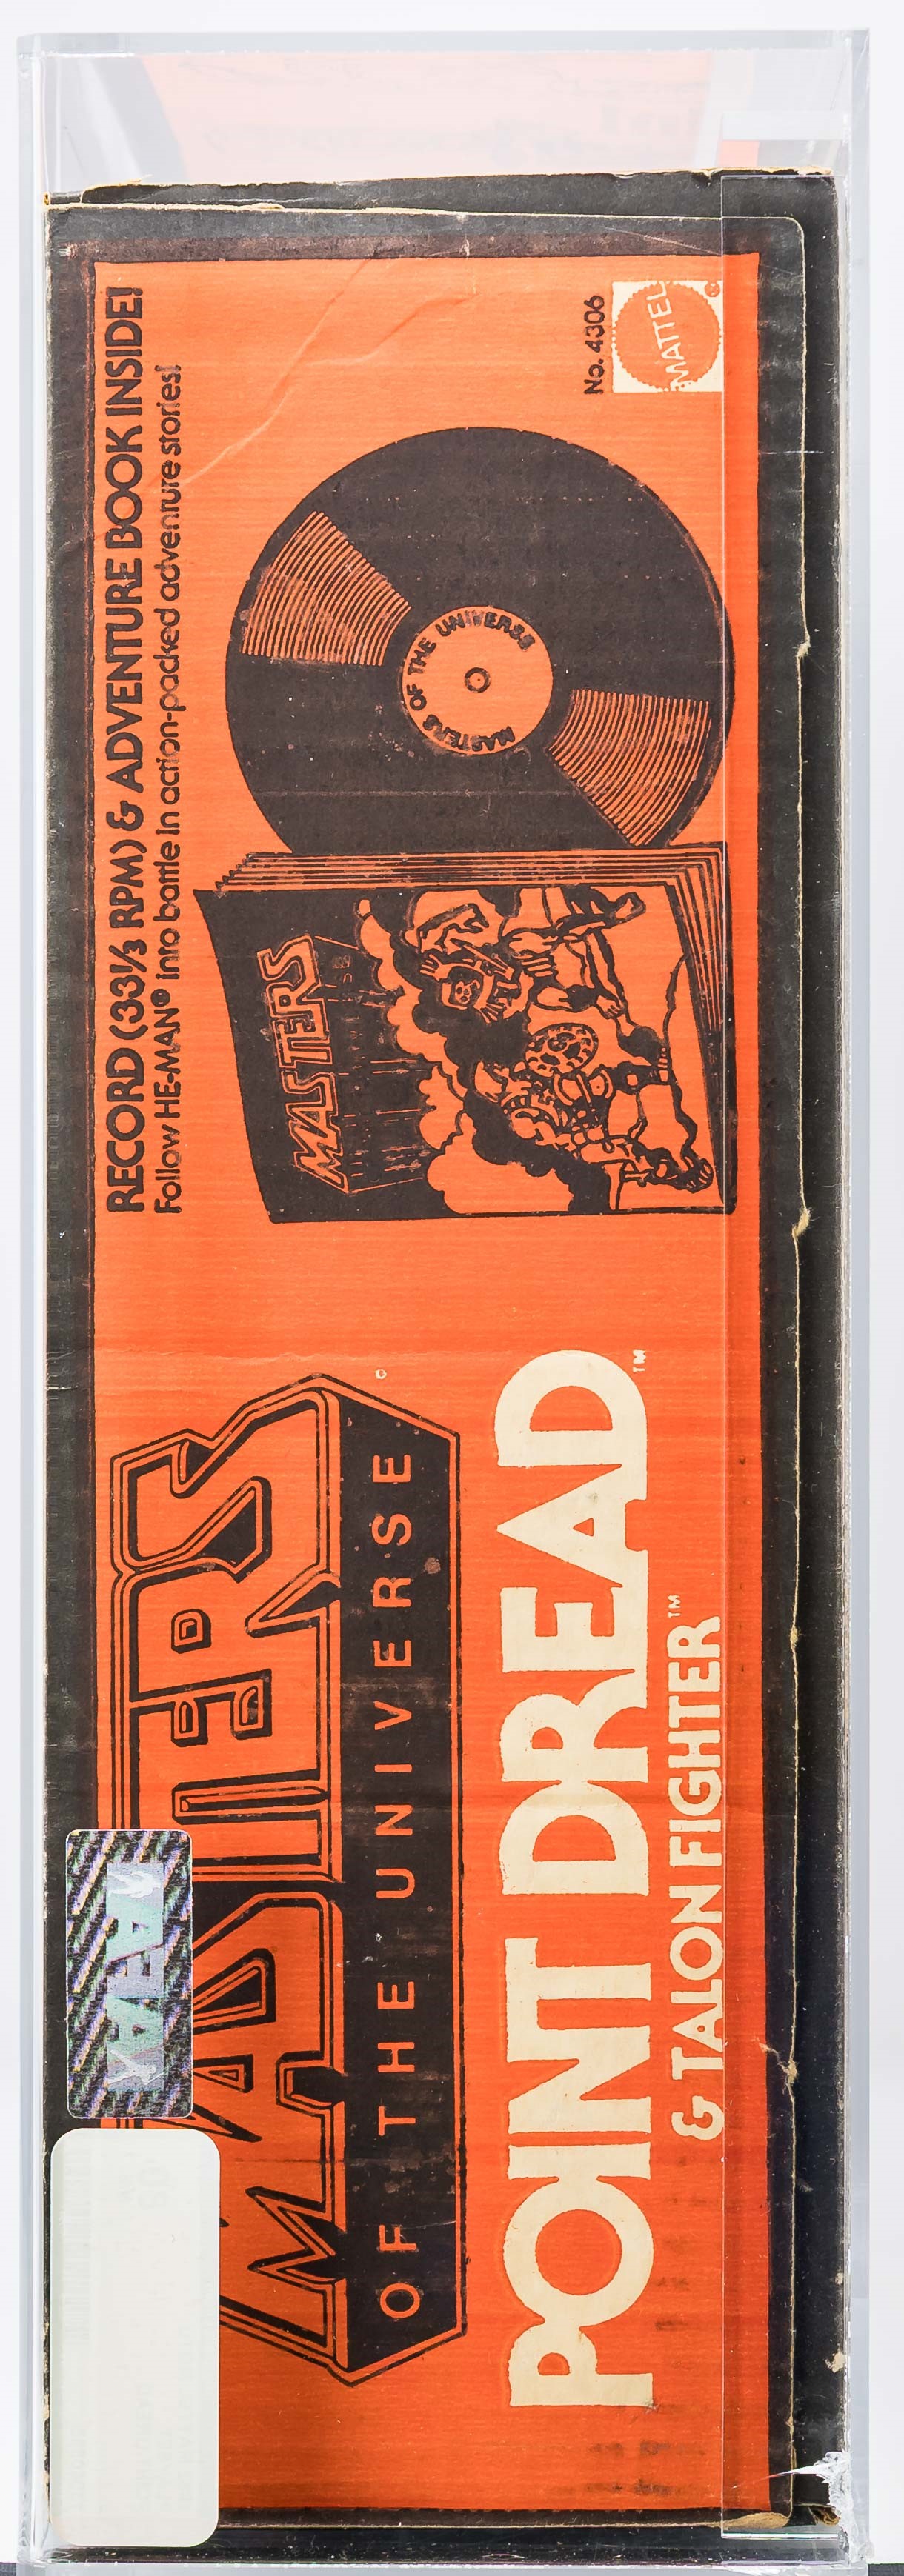 MASTERS
OF THE UNIVERSE
POINT DREAD™
& TALON FIGHTER™
RECORD (33⅓ RPM) & ADVENTURE BOOK INSIDE!
Follow HE-MAN® into battle in action-packed adventure stories!
MASTERS
MASTERS OF THE UNIVERSE
No. 4306
MATTEL®
AFA